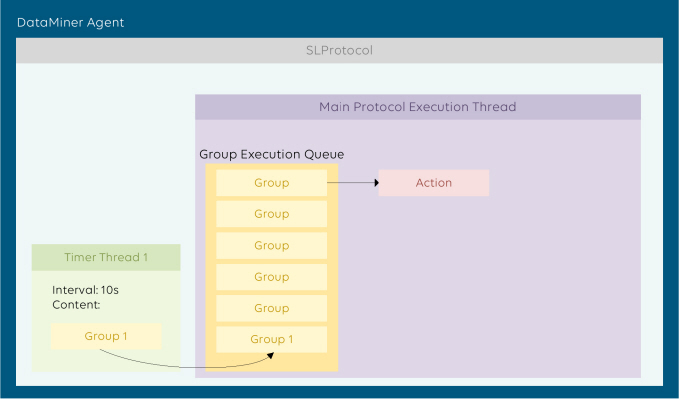 DataMiner Agent
SLProtocol
Main Protocol Execution Thread
Group Execution Queue
Group
Action
Group
Group
Group
Group
Group 1
Timer Thread 1
Interval: 10s
Content:
Group 1